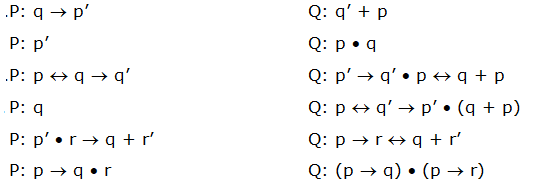 .P: q → p′ Q: q′ + p
P: p′ Q: p • q
.P: p ↔ q → q′ Q: p′ → q′ • p ↔ q + p
P: q Q: p ↔ q′ → p′ • (q + p)
P: p′ • r → q + r′ Q: p → r ↔ q + r′
P: p → q • r Q: (p → q) • (p → r)